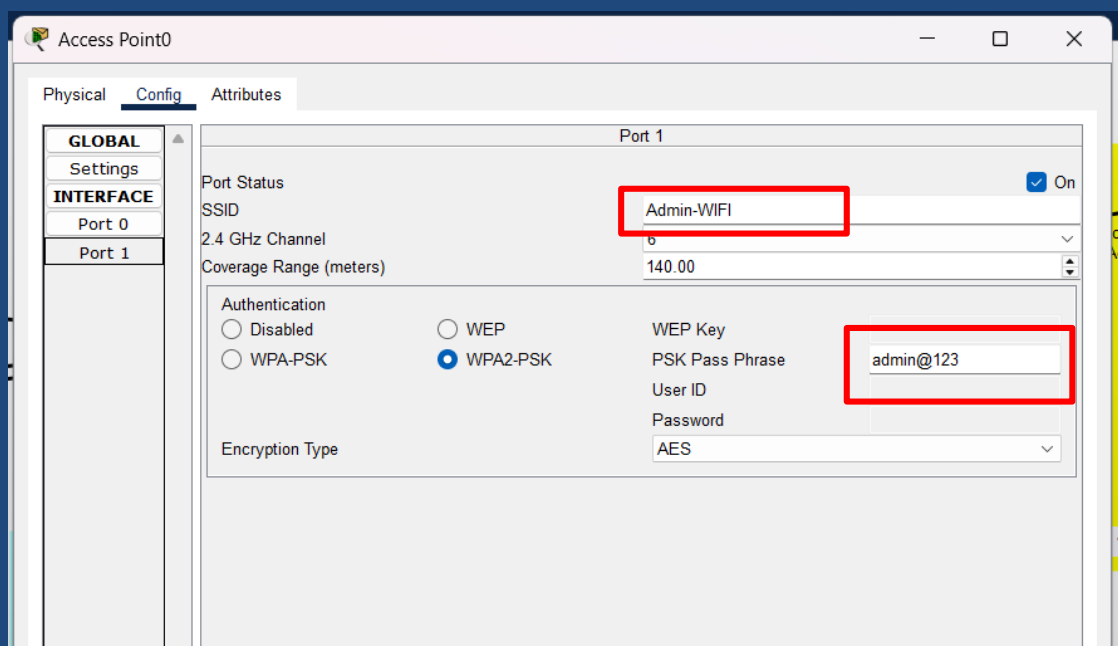 Access Point0
Physical Config Attributes
GLOBAL
Settings
INTERFACE
Port 0
Port 1
Port 1
Port Status On
SSID Admin-WIFI
2.4 GHz Channel 6
Coverage Range (meters) 140.00
Authentication
Disabled WEP WEP Key
WPA-PSK WPA2-PSK PSK Pass Phrase admin@123
User ID
Password
Encryption Type AES